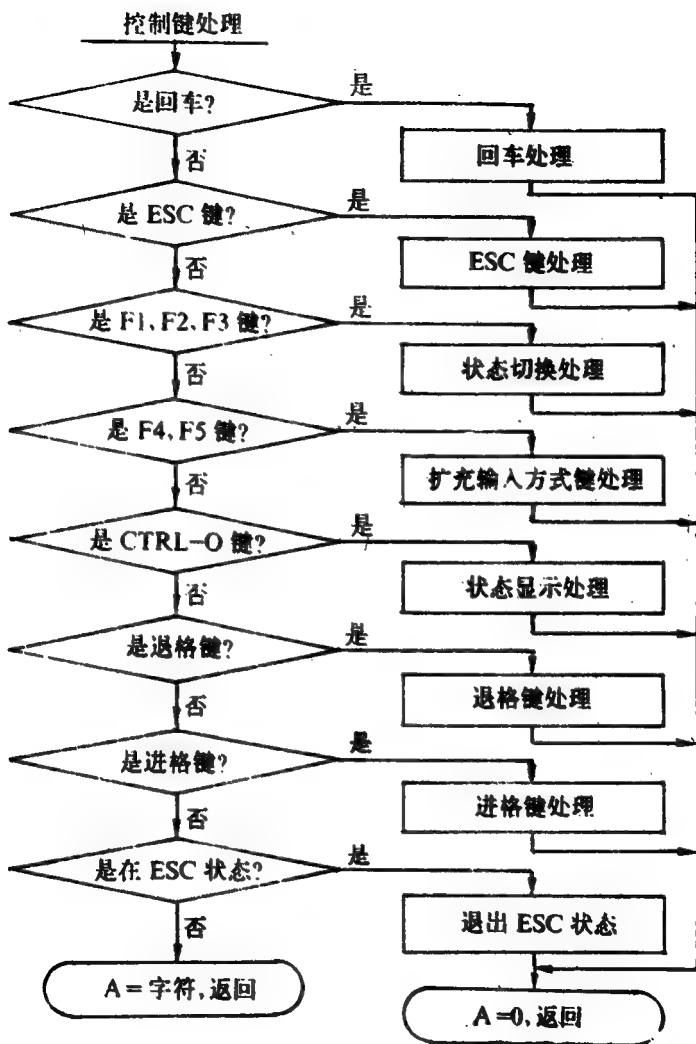 控制键处理
是回车?
是
回车处理
否
是 ESC 键?
是
ESC 键处理
否
是 F1、F2、F3 键?
是
状态切换处理
否
是 F4、F5 键?
是
扩充输入方式键处理
否
是 CTRL-O 键?
是
状态显示处理
否
是退格键?
是
退格键处理
否
是进格键?
是
进格键处理
否
是在 ESC 状态?
是
退出 ESC 状态
否
A = 字符,返回
A =0,返回